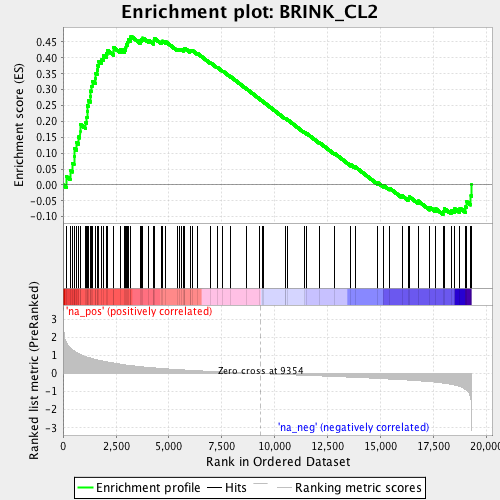 Enrichment plot: BRINK_CL2
Enrichment score (ES)
0.45
0.40
0.35
0.30
0.25
0.20
0.15
0.10
0.05
0.00
-0.05
-0.10
'na_pos' (positively correlated)
Ranked list metric (PreRanked)
3
2
1
0
-1
-2
-3
Zero cross at 9354
'na_neg' (negatively correlated)
0
2,500
5,000
7,500
10,000
12,500
15,000
17,500
20,000
Rank in Ordered Dataset
Enrichment profile
Hits
Ranking metric scores